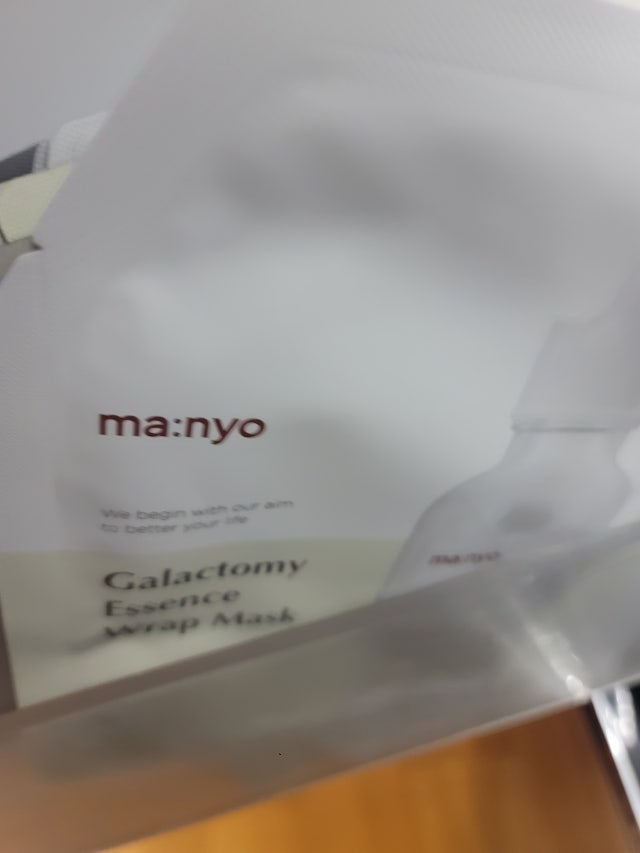 ma:nyo
We begin with our aim
to better your life
Galactomy
Essence
Wrap Mask
ma:nyo